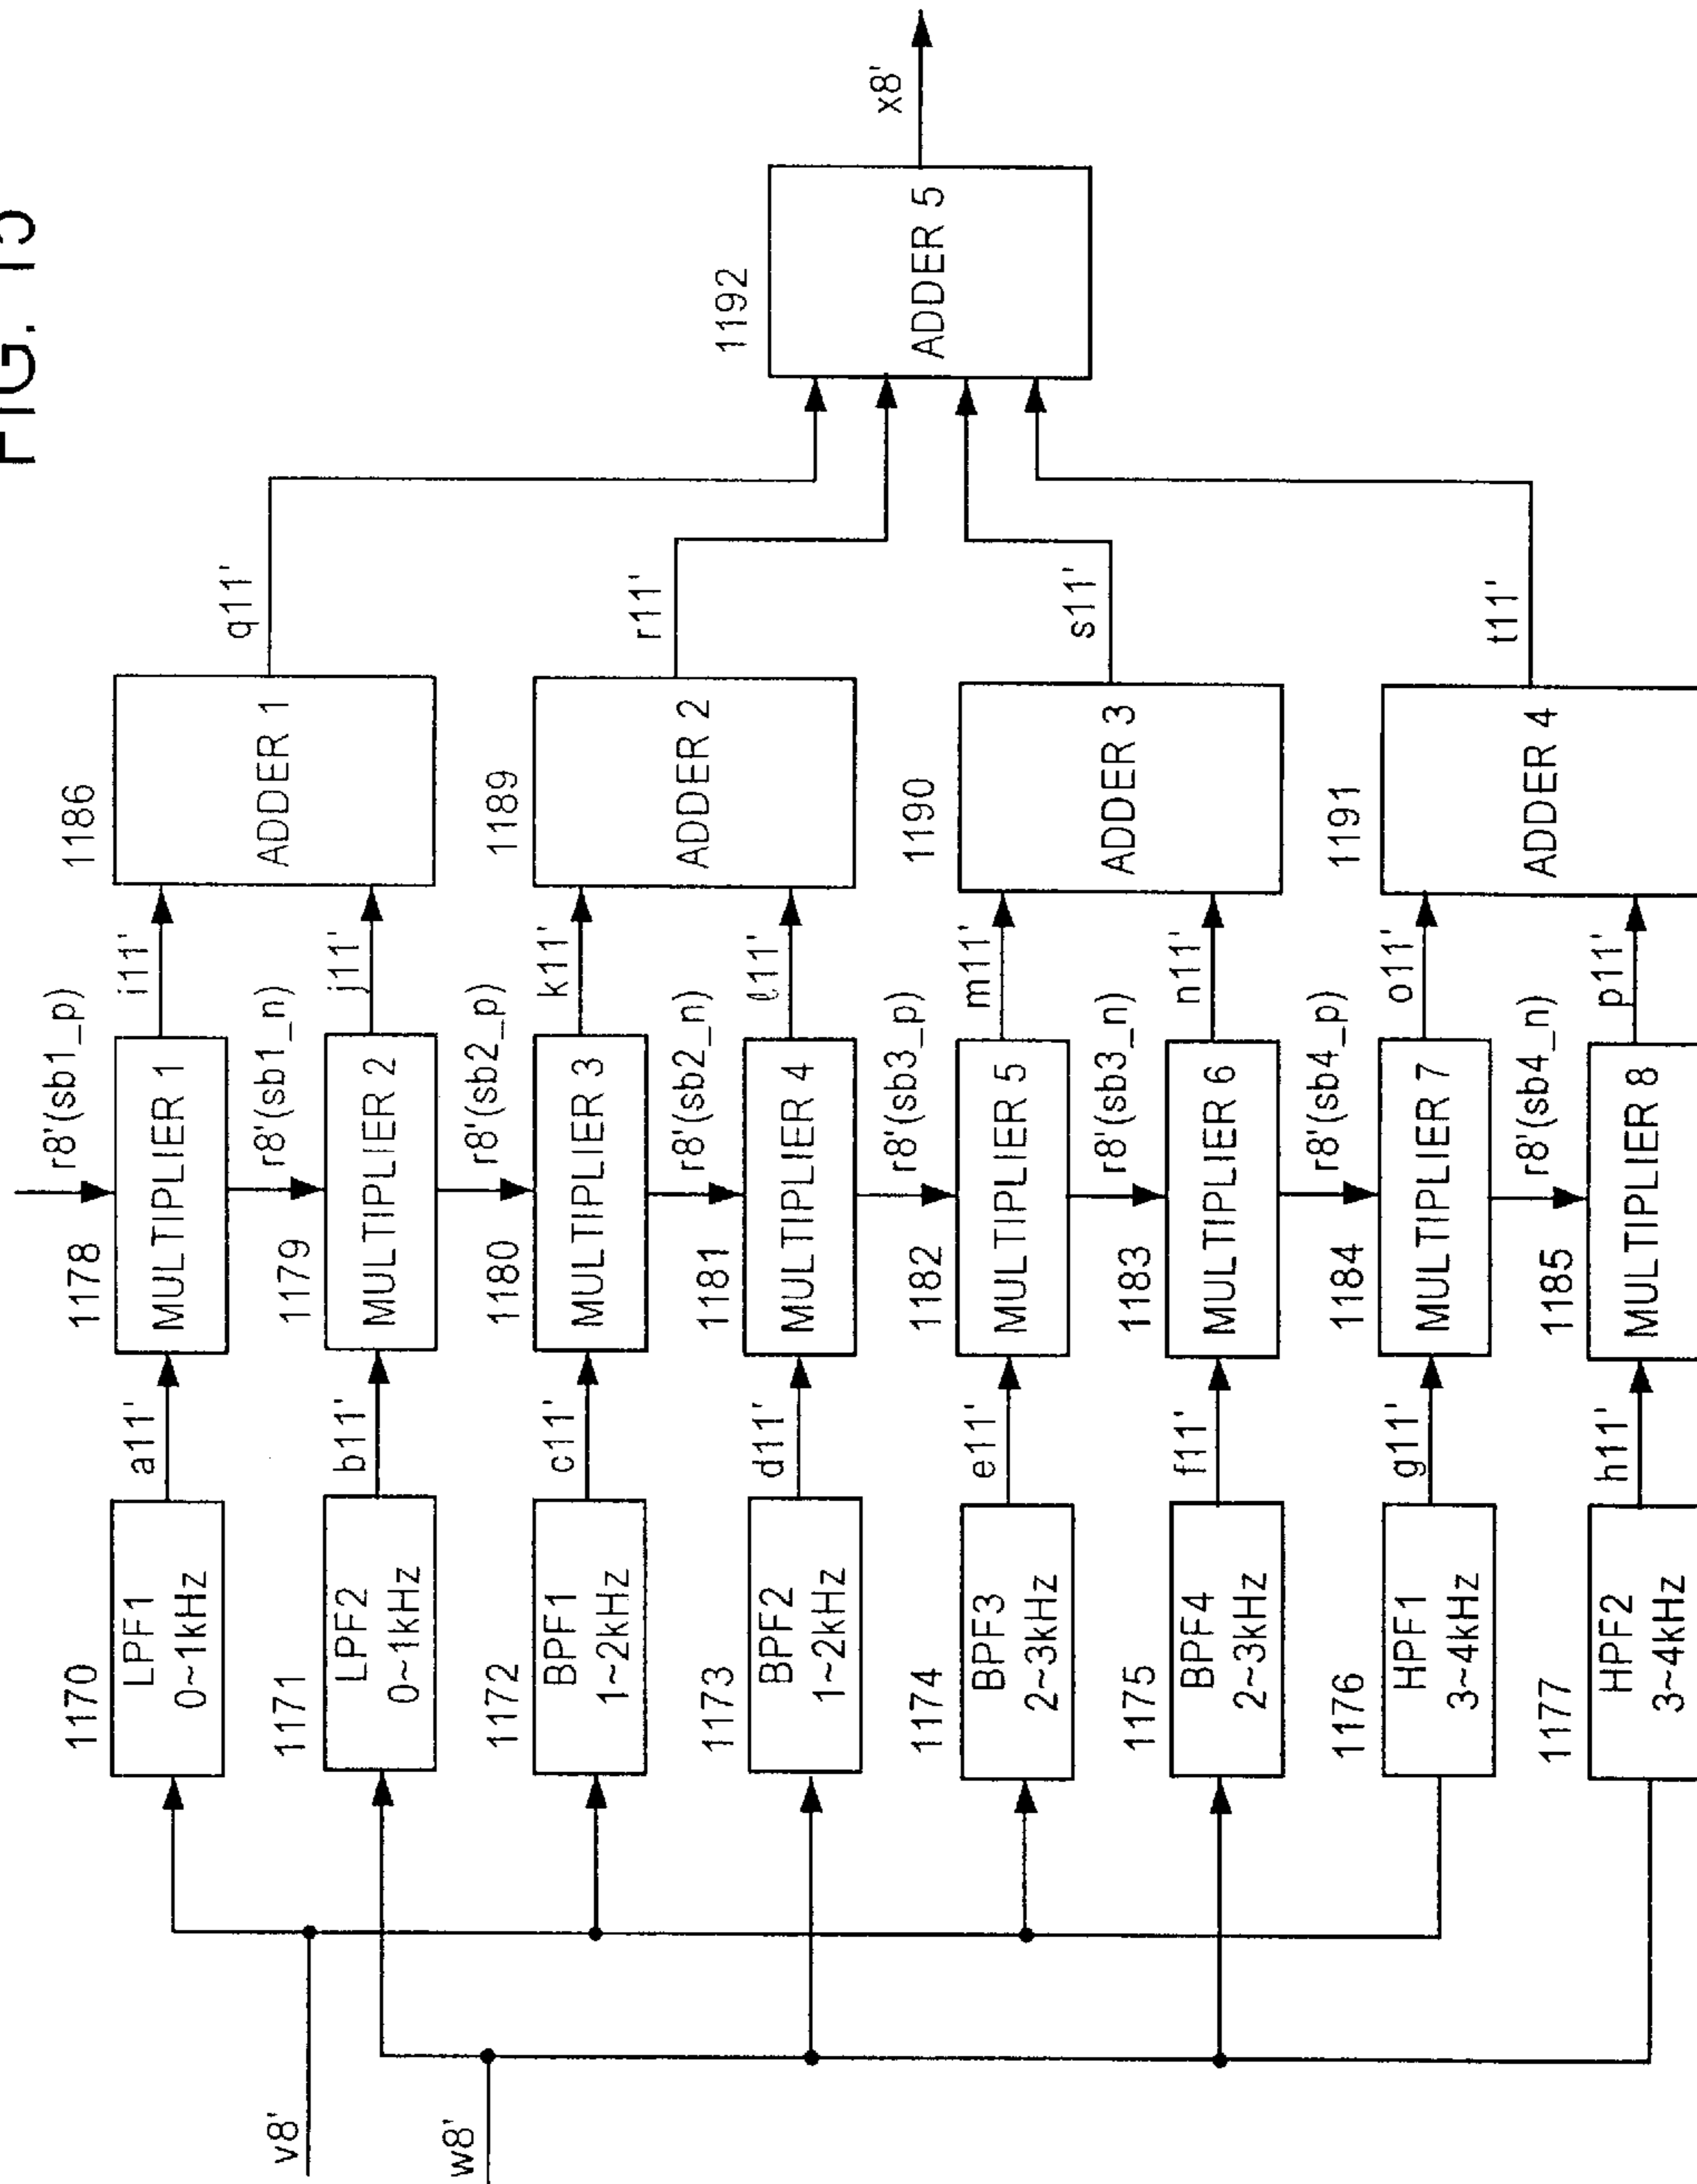 FIG. 15
v8'
w8'
1170
LPF1
0~1kHz
1171
LPF2
0~1kHz
1172
BPF1
1~2kHz
1173
BPF2
1~2kHz
1174
BPF3
2~3kHz
1175
BPF4
2~3kHz
1176
HPF1
3~4kHz
1177
HPF2
3~4kHz
a11'
b11'
c11'
d11'
e11'
f11'
g11'
h11'
r8'(sb1_p)
1178
MULTIPLIER 1
r8'(sb1_n)
1179
MULTIPLIER 2
r8'(sb2_p)
1180
MULTIPLIER 3
r8'(sb2_n)
1181
MULTIPLIER 4
r8'(sb3_p)
1182
MULTIPLIER 5
r8'(sb3_n)
1183
MULTIPLIER 6
r8'(sb4_p)
1184
MULTIPLIER 7
r8'(sb4_n)
1185
MULTIPLIER 8
i11'
j11'
k11'
ℓ11'
m11'
n11'
o11'
p11'
1186
ADDER 1
1189
ADDER 2
1190
ADDER 3
1191
ADDER 4
q11'
r11'
s11'
t11'
1192
ADDER 5
x8'